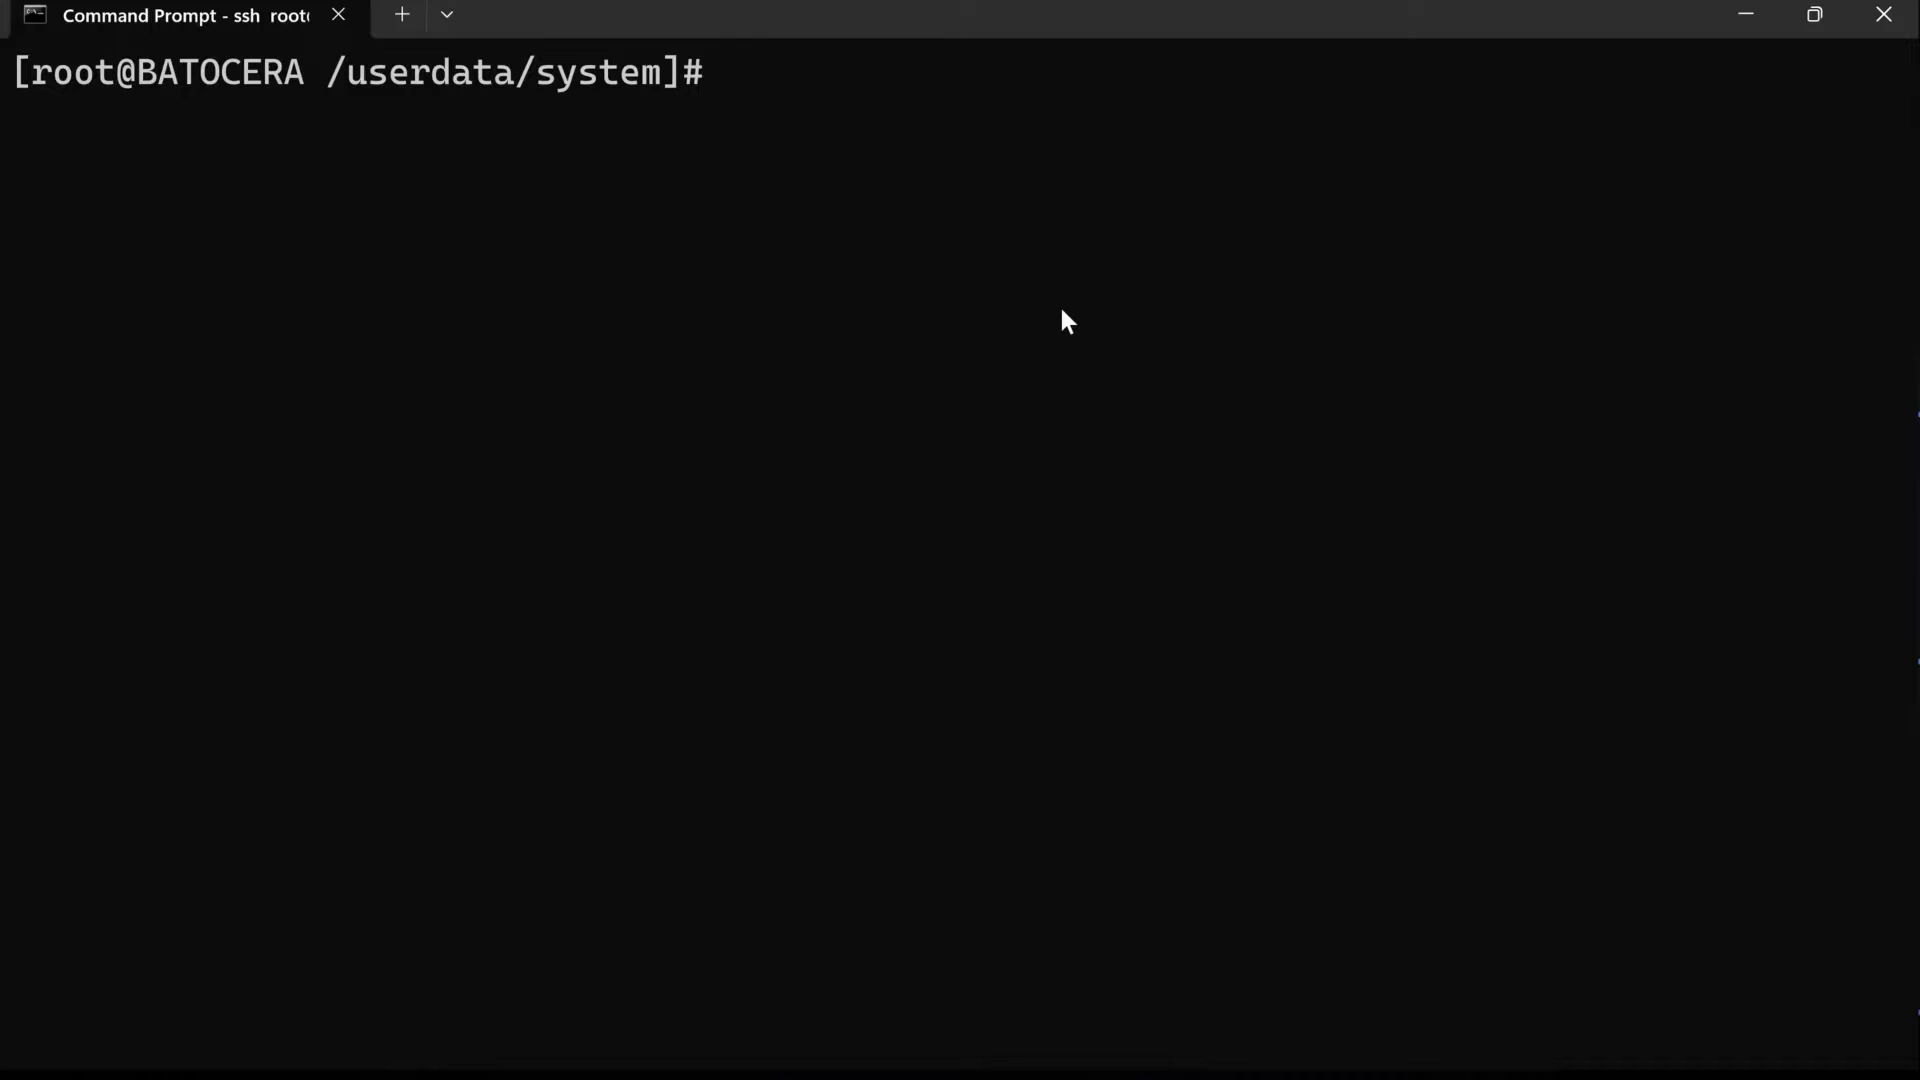 Command Prompt - ssh root
[root@BATOCERA /userdata/system]#